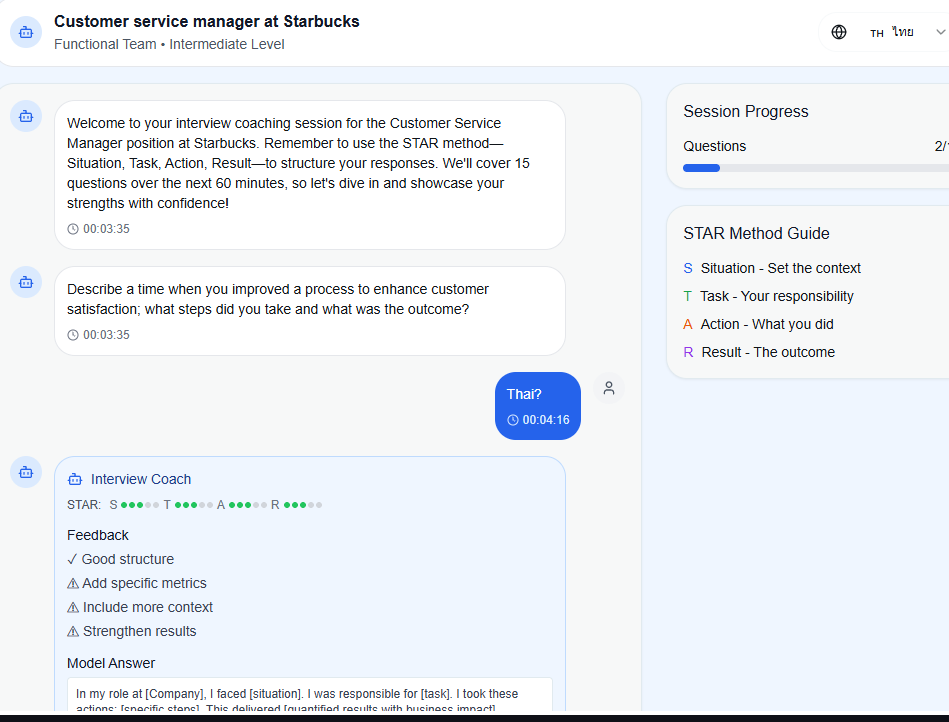 Customer service manager at Starbucks
Functional Team • Intermediate Level
TH ไทย
Welcome to your interview coaching session for the Customer Service
Manager position at Starbucks. Remember to use the STAR method—
Situation, Task, Action, Result—to structure your responses. We'll cover 15
questions over the next 60 minutes, so let's dive in and showcase your
strengths with confidence!
00:03:35
Describe a time when you improved a process to enhance customer
satisfaction; what steps did you take and what was the outcome?
00:03:35
Thai?
00:04:16
Interview Coach
STAR: S T A R
Feedback
✓ Good structure
⚠ Add specific metrics
⚠ Include more context
⚠ Strengthen results
Model Answer
In my role at [Company], I faced [situation]. I was responsible for [task]. I took these
actions: [specific steps]. This delivered [quantified results with business impact].
Session Progress
Questions
2/
STAR Method Guide
S Situation - Set the context
T Task - Your responsibility
A Action - What you did
R Result - The outcome